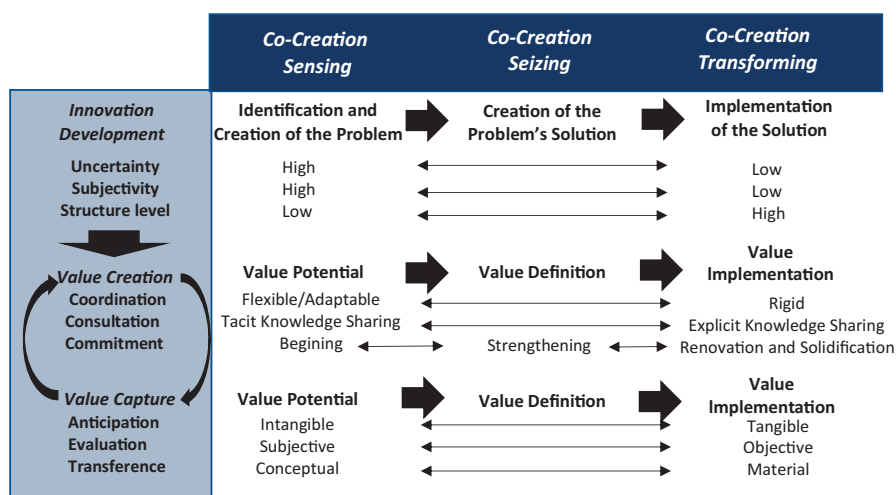 Co-Creation Sensing
Co-Creation Seizing
Co-Creation Transforming
Innovation Development
Identification and Creation of the Problem
Creation of the Problem's Solution
Implementation of the Solution
Uncertainty
High
Low
Subjectivity
High
Low
Structure level
Low
High
Value Creation
Value Potential
Value Definition
Value Implementation
Coordination
Flexible/Adaptable
Rigid
Consultation
Tacit Knowledge Sharing
Explicit Knowledge Sharing
Commitment
Begining
Strengthening
Renovation and Solidification
Value Capture
Value Potential
Value Definition
Value Implementation
Anticipation
Intangible
Tangible
Evaluation
Subjective
Objective
Transference
Conceptual
Material